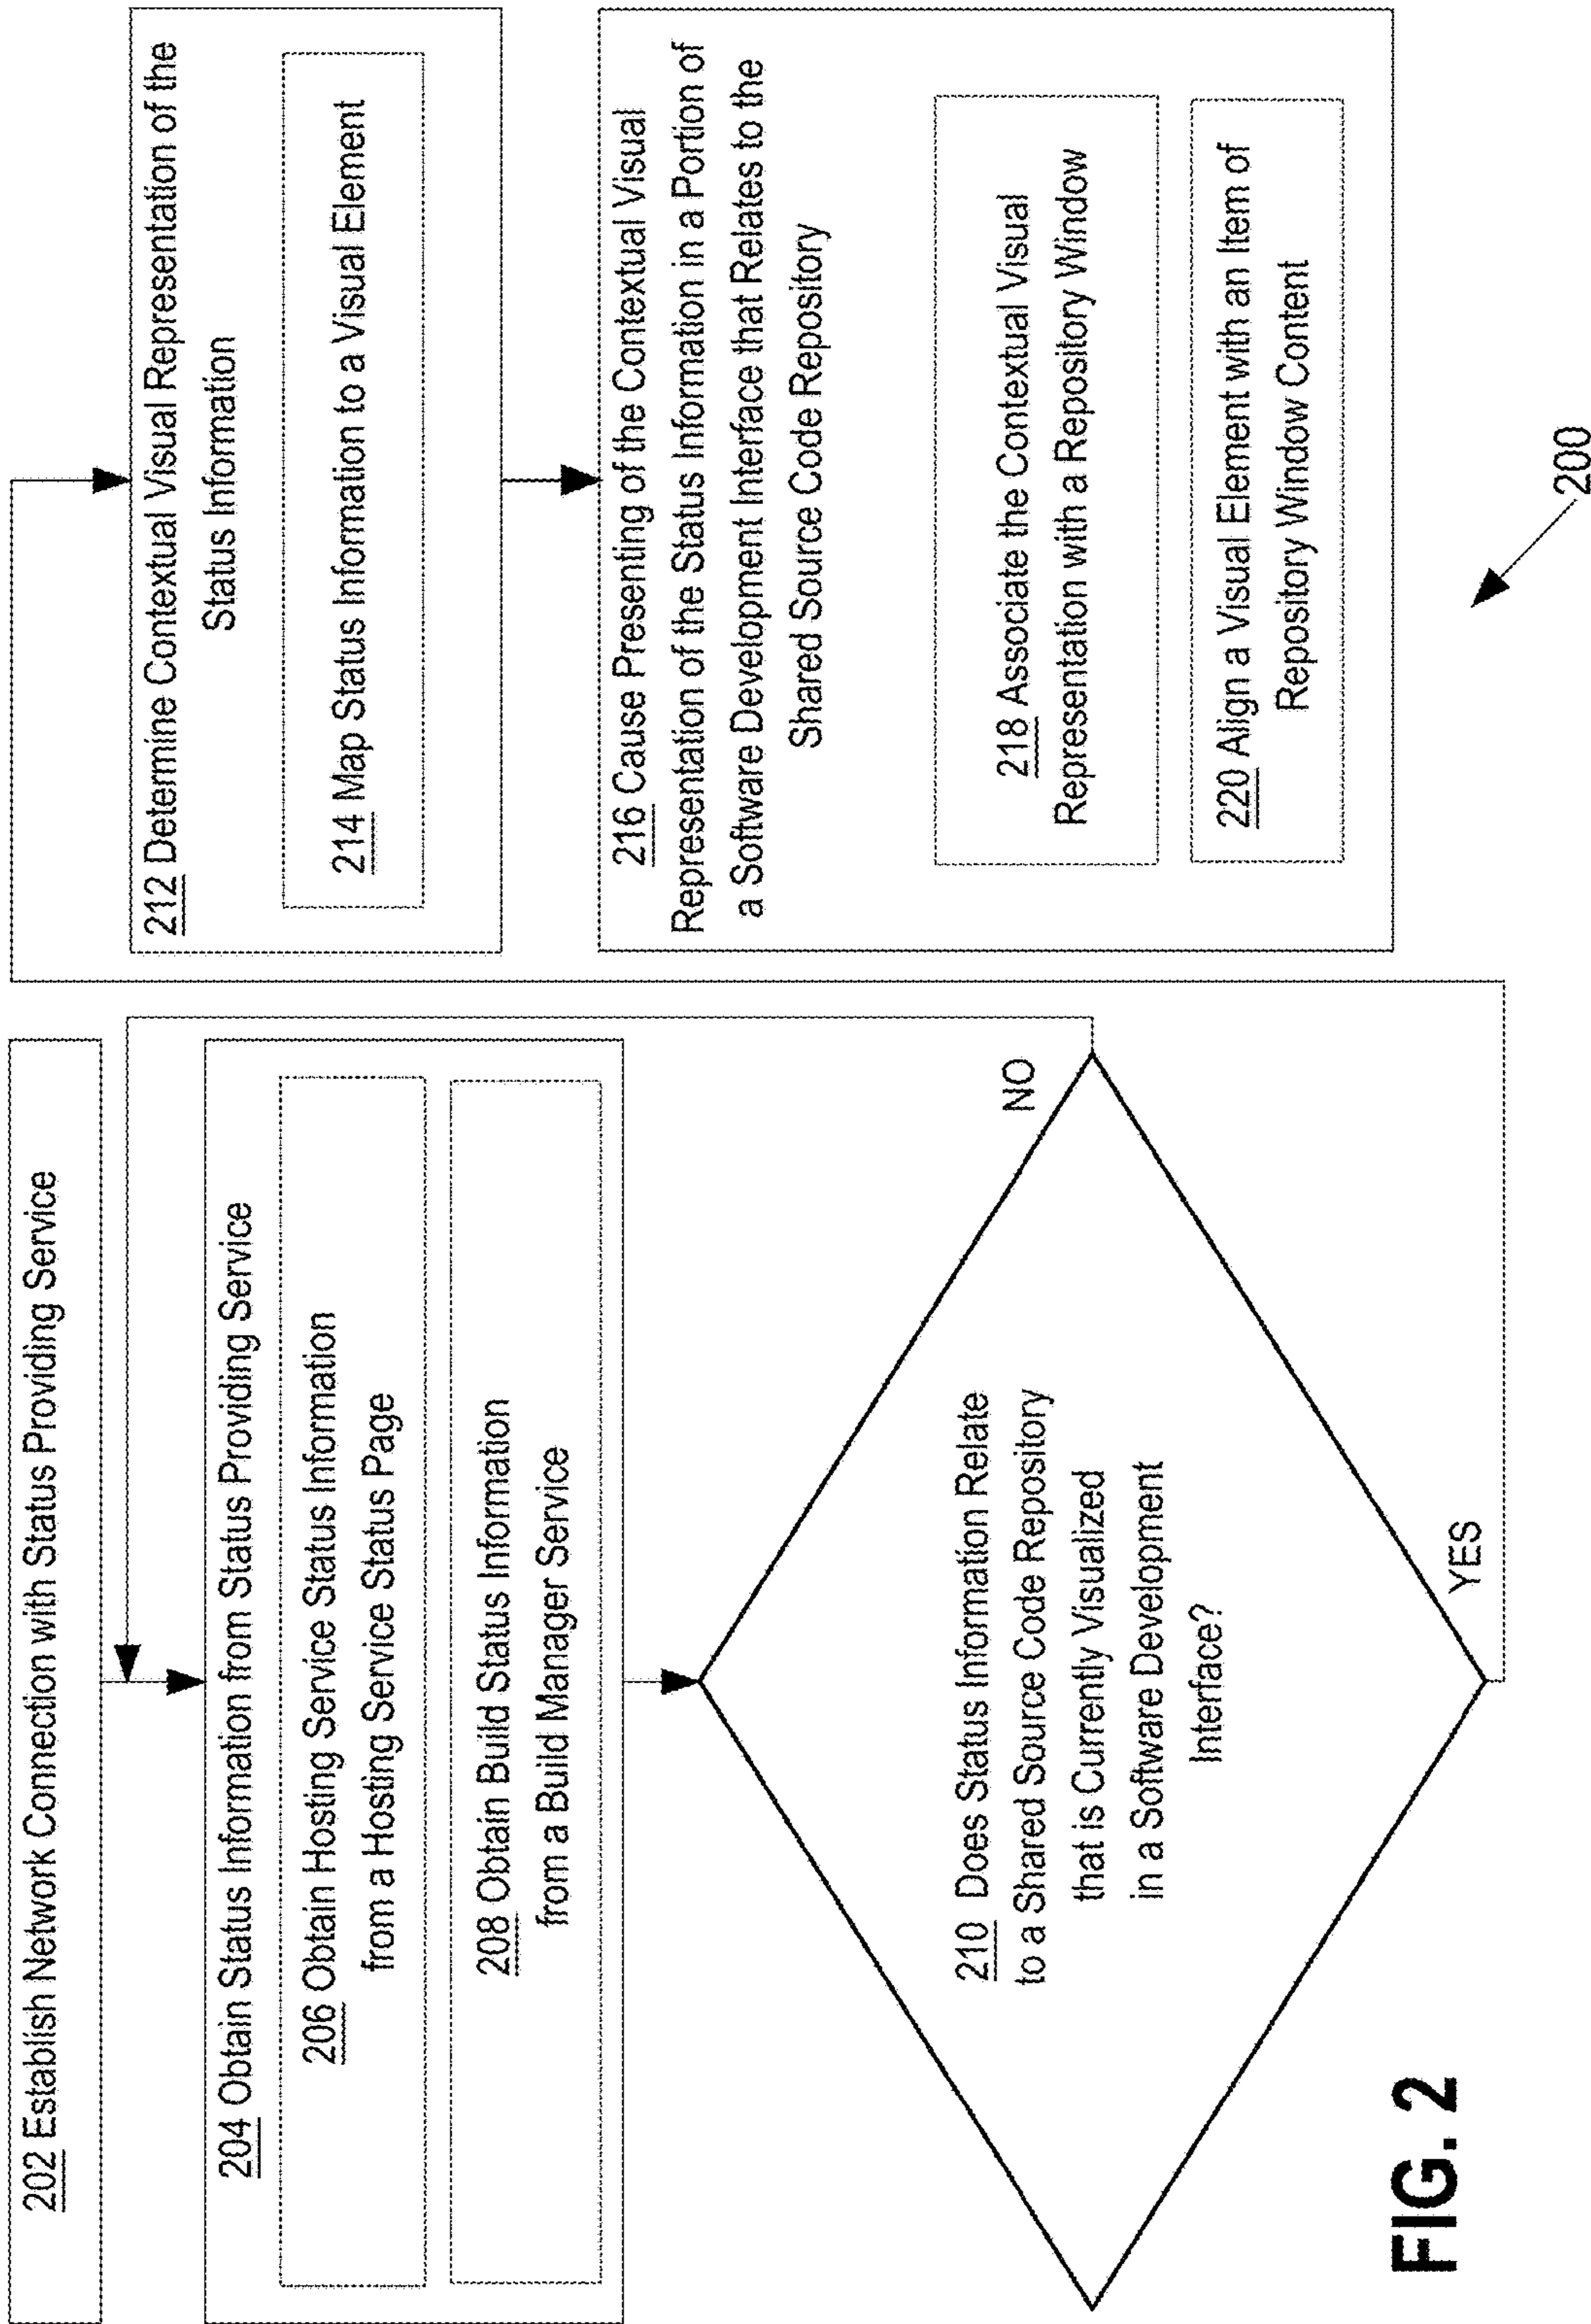 202 Establish Network Connection with Status Providing Service
204 Obtain Status Information from Status Providing Service
206 Obtain Hosting Service Status Information
from a Hosting Service Status Page
208 Obtain Build Status Information
from a Build Manager Service
210 Does Status Information Relate
to a Shared Source Code Repository
that is Currently Visualized
in a Software Development
Interface?
NO
YES
212 Determine Contextual Visual Representation of the
Status Information
214 Map Status Information to a Visual Element
216 Cause Presenting of the Contextual Visual
Representation of the Status Information in a Portion of
a Software Development Interface that Relates to the
Shared Source Code Repository
218 Associate the Contextual Visual
Representation with a Repository Window
220 Align a Visual Element with an Item of
Repository Window Content
200
FIG. 2